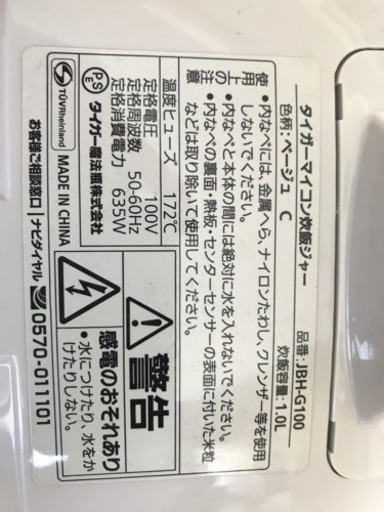 タイガーマイコン炊飯ジャー 品番：JBH-G100
色柄：ベージュ C 炊飯容量：1.0L
使用上の注意
・内なべには、金属へら、ナイロンたわし、クレンザー等を使用
しないでください。
・内なべと本体の間には絶対に水を入れないでください。
・内なべの裏面・熱板・センターセンサーの表面に付いた米粒
などは取り除いて使用してください。
温度ヒューズ 172℃
定格電圧 100V
定格周波数 50-60Hz
定格消費電力 635W
警告
感電のおそれあり
・水につけたり、水をか
けたりしない。
PSE
タイガー魔法瓶株式会社
TÜVRheinland
MADE IN CHINA
お客様ご相談窓口 ナビダイヤル 0570-011101